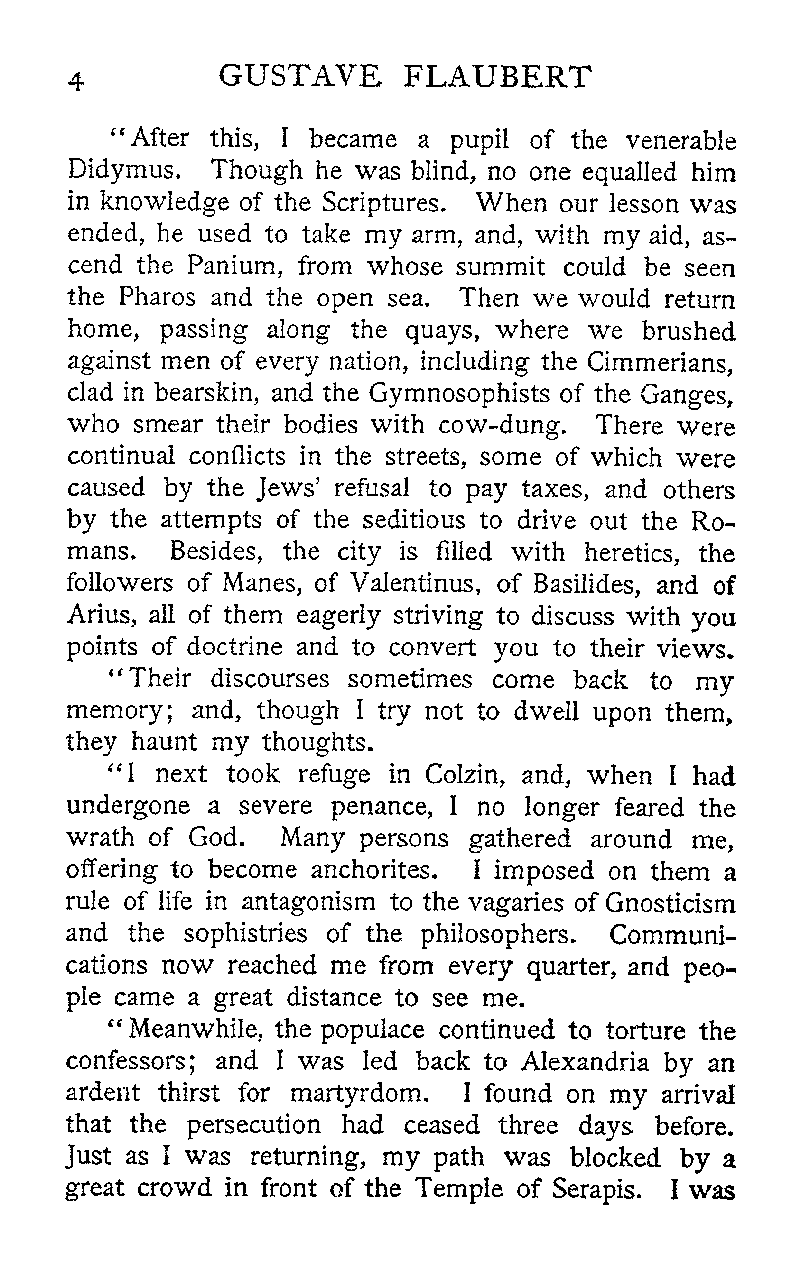 4 GUSTAVE FLAUBERT
“After this, I became a pupil of the venerable
Didymus. Though he was blind, no one equalled him
in knowledge of the Scriptures. When our lesson was
ended, he used to take my arm, and, with my aid, as-
cend the Panium, from whose summit could be seen
the Pharos and the open sea. Then we would return
home, passing along the quays, where we brushed
against men of every nation, including the Cimmerians,
clad in bearskin, and the Gymnosophists of the Ganges,
who smear their bodies with cow-dung. There were
continual conflicts in the streets, some of which were
caused by the Jews’ refusal to pay taxes, and others
by the attempts of the seditious to drive out the Ro-
mans. Besides, the city is filled with heretics, the
followers of Manes, of Valentinus, of Basilides, and of
Arius, all of them eagerly striving to discuss with you
points of doctrine and to convert you to their views.
“Their discourses sometimes come back to my
memory; and, though I try not to dwell upon them,
they haunt my thoughts.
“I next took refuge in Colzin, and, when I had
undergone a severe penance, I no longer feared the
wrath of God. Many persons gathered around me,
offering to become anchorites. I imposed on them a
rule of life in antagonism to the vagaries of Gnosticism
and the sophistries of the philosophers. Communi-
cations now reached me from every quarter, and peo-
ple came a great distance to see me.
“Meanwhile, the populace continued to torture the
confessors; and I was led back to Alexandria by an
ardent thirst for martyrdom. I found on my arrival
that the persecution had ceased three days before.
Just as I was returning, my path was blocked by a
great crowd in front of the Temple of Serapis. I was